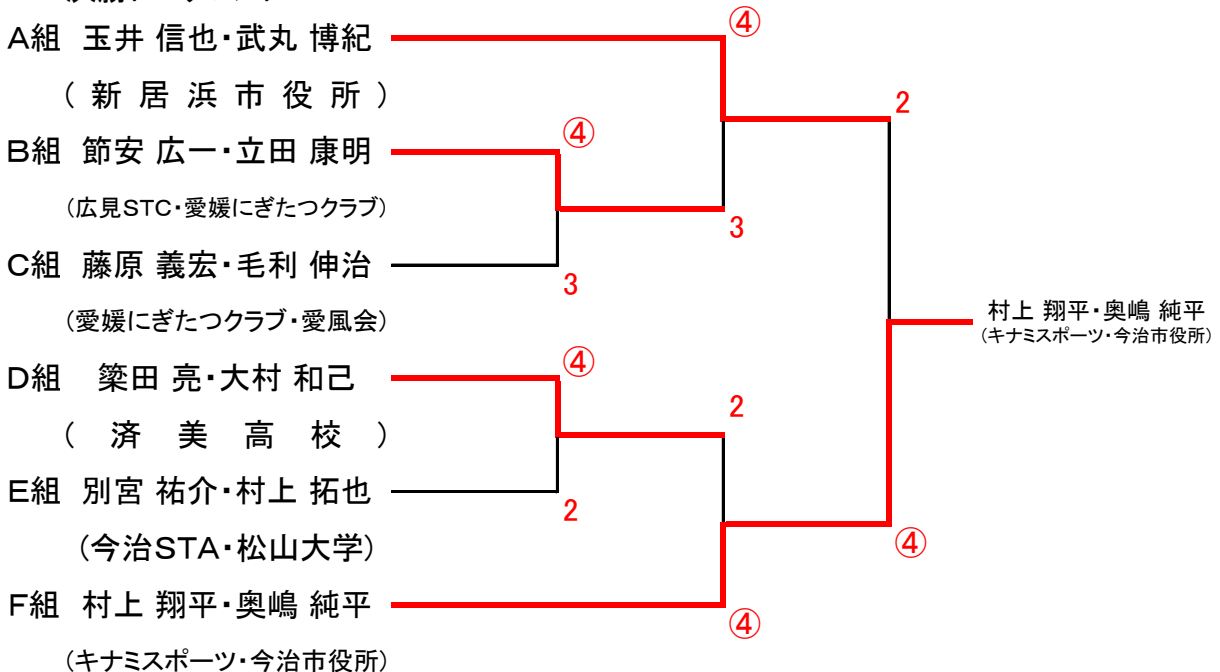 A組 玉井 信也・武丸 博紀
(新居浜市役所)
④
2
B組 節安 広一・立田 康明
(広見STC・愛媛にぎたつクラブ)
④
3
C組 藤原 義宏・毛利 伸治
(愛媛にぎたつクラブ・愛風会)
3
村上 翔平・奥嶋 純平
(キナミスポーツ・今治市役所)
D組 簗田 亮・大村 和己
(済美高校)
④
2
E組 別宮 祐介・村上 拓也
(今治STA・松山大学)
2
④
F組 村上 翔平・奥嶋 純平
(キナミスポーツ・今治市役所)
④